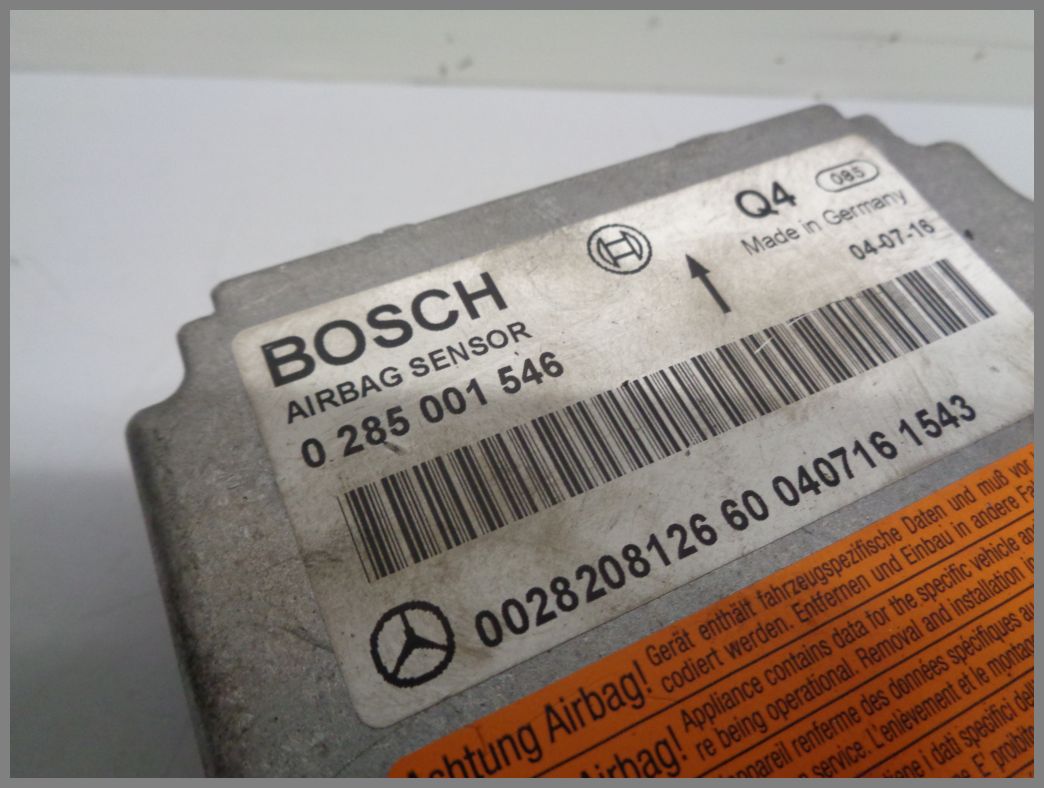 BOSCH
AIRBAG SENSOR
0 285 001 546
Q4 085
Made in Germany
04-07-16
0028208126 60 040716 1543
Achtung Airbag! Gerät enthält fahrzeugspezifische Daten und muß vor
codiert werden. Entfernen und Einbau in andere
Airbag! Appliance contains data for the specific vehicle
re being operational. Removal and installation in
appareil renferme des données spécifiques
service. L'enlèvement et le
i dati specifici
E